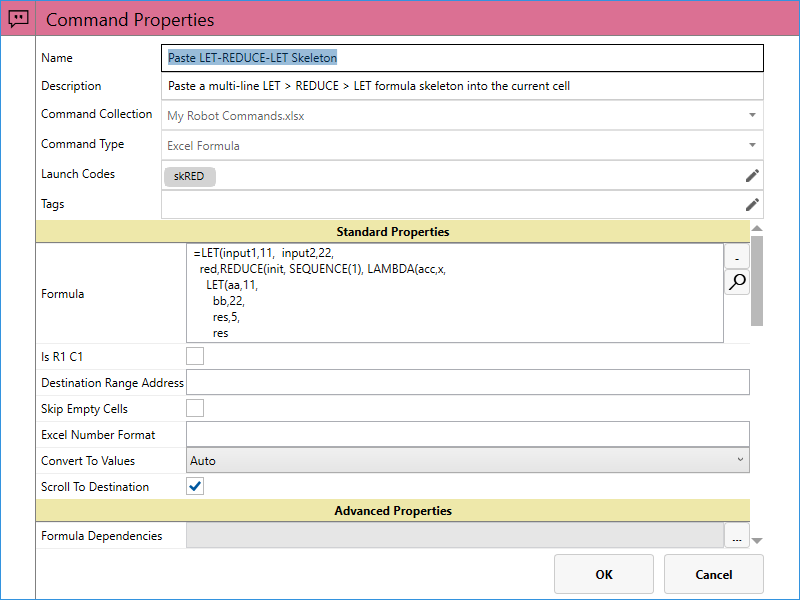 Command Properties
Name
Paste LET-REDUCE-LET Skeleton
Description
Paste a multi-line LET > REDUCE > LET formula skeleton into the current cell
Command Collection
My Robot Commands.xlsx
Command Type
Excel Formula
Launch Codes
skRED
Tags
Standard Properties
Formula
=LET(input1,11,  input2,22,
red,REDUCE(init, SEQUENCE(1), LAMBDA(acc,x,
LET(aa,11,
bb,22,
res,5,
res
-
Is R1 C1
Destination Range Address
Skip Empty Cells
Excel Number Format
Convert To Values
Auto
Scroll To Destination
Advanced Properties
Formula Dependencies
...
OK
Cancel